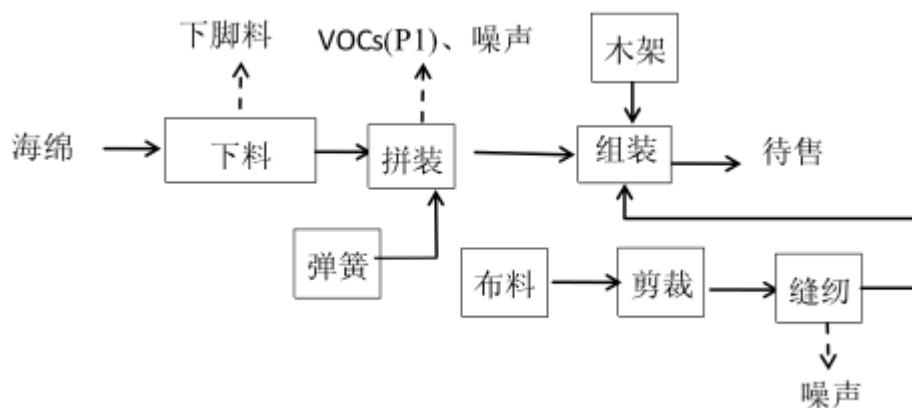 下脚料
VOCs(P1)、噪声
木架
海绵
下料
拼装
组装
待售
弹簧
布料
剪裁
缝纫
噪声